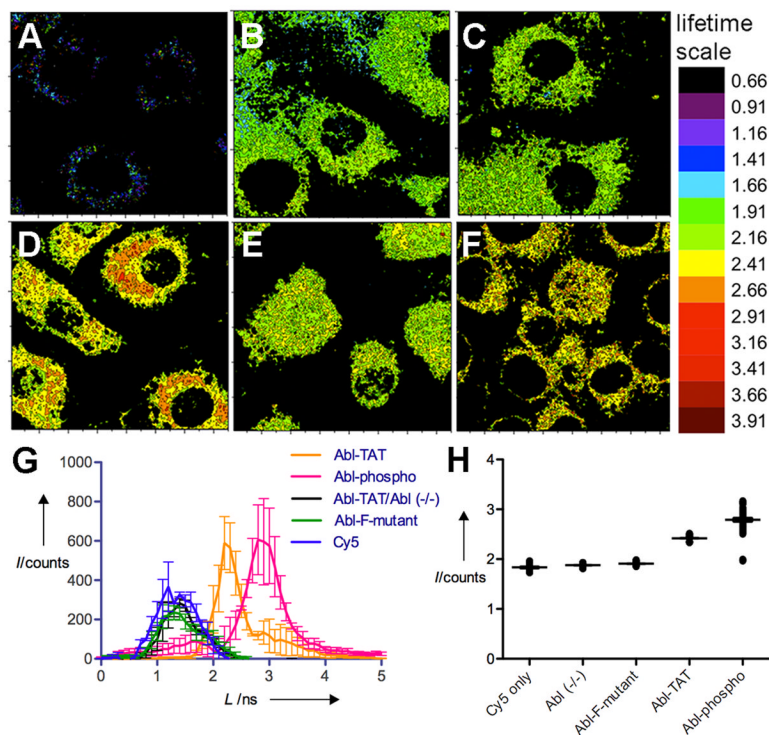 A
B
C
lifetime
scale
0.66
0.91
1.16
1.41
1.66
1.91
2.16
2.41
2.66
2.91
3.16
3.41
3.66
3.91
D
E
F
G
Abl-TAT
Abl-phospho
Abl-TAT/Abl (-/-)
Abl-F-mutant
Cy5
1000
800
600
400
200
0
I/counts
0 1 2 3 4 5
L /ns
H
4
3
2
1
0
I/counts
Cy5 only
Abl (-/-)
Abl-F-mutant
Abl-TAT
Abl-phospho